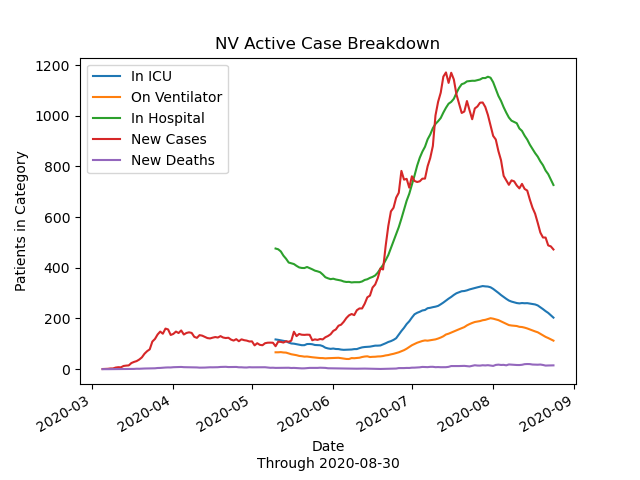 NV Active Case Breakdown
In ICU
On Ventilator
In Hospital
New Cases
New Deaths
Patients in Category
1200
1000
800
600
400
200
0
2020-03
2020-04
2020-05
2020-06
2020-07
2020-08
2020-09
Date
Through 2020-08-30